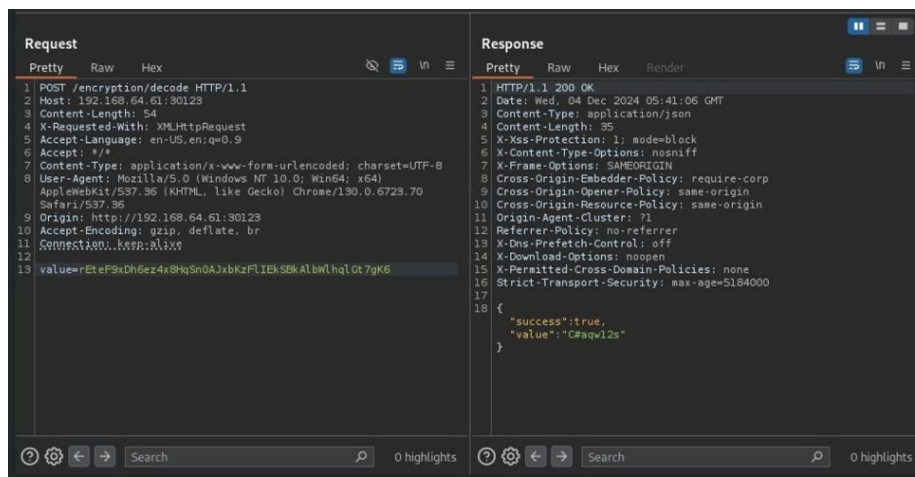 Request
Pretty Raw Hex
\n
1 POST /encryption/decode HTTP/1.1
2 Host: 192.168.64.61:30123
3 Content-Length: 54
4 X-Requested-With: XMLHttpRequest
5 Accept-Language: en-US,en;q=0.9
6 Accept: */*
7 Content-Type: application/x-www-form-urlencoded; charset=UTF-8
8 User-Agent: Mozilla/5.0 (Windows NT 10.0; Win64; x64)
AppleWebKit/537.36 (KHTML, like Gecko) Chrome/130.0.6723.70
Safari/537.36
9 Origin: http://192.168.64.61:30123
10 Accept-Encoding: gzip, deflate, br
11 Connection: keep-alive
12
13 value=rEteF9xDh6ez4x8HqSn0AJxbKzFlIEkSBkAlbWlhqlGt7gK6
Search
0 highlights
Response
Pretty Raw Hex Render
\n
1 HTTP/1.1 200 OK
2 Date: Wed, 04 Dec 2024 05:41:06 GMT
3 Content-Type: application/json
4 Content-Length: 35
5 X-Xss-Protection: 1; mode=block
6 X-Content-Type-Options: nosniff
7 X-Frame-Options: SAMEORIGIN
8 Cross-Origin-Embedder-Policy: require-corp
9 Cross-Origin-Opener-Policy: same-origin
10 Cross-Origin-Resource-Policy: same-origin
11 Origin-Agent-Cluster: ?1
12 Referrer-Policy: no-referrer
13 X-Dns-Prefetch-Control: off
14 X-Download-Options: noopen
15 X-Permitted-Cross-Domain-Policies: none
16 Strict-Transport-Security: max-age=5184000
17
18 {
"success":true,
"value":"C#aqw12s"
}
Search
0 highlights